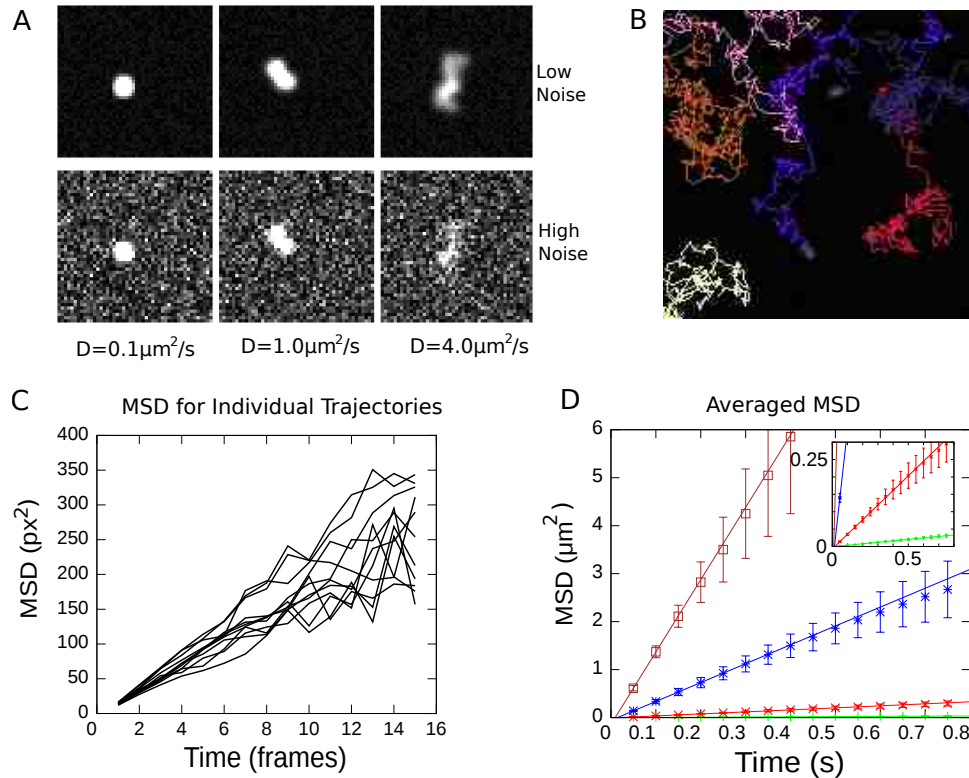 A
Low
Noise
High
Noise
D=0.1µm²/s
D=1.0µm²/s
D=4.0µm²/s
B
C
MSD for Individual Trajectories
MSD (px²)
400
350
300
250
200
150
100
50
0
0 2 4 6 8 10 12 14 16
Time (frames)
D
Averaged MSD
MSD (µm²)
6
5
4
3
2
1
0
0.1 0.2 0.3 0.4 0.5 0.6 0.7 0.8
Time (s)
0.25
0
0 0.5